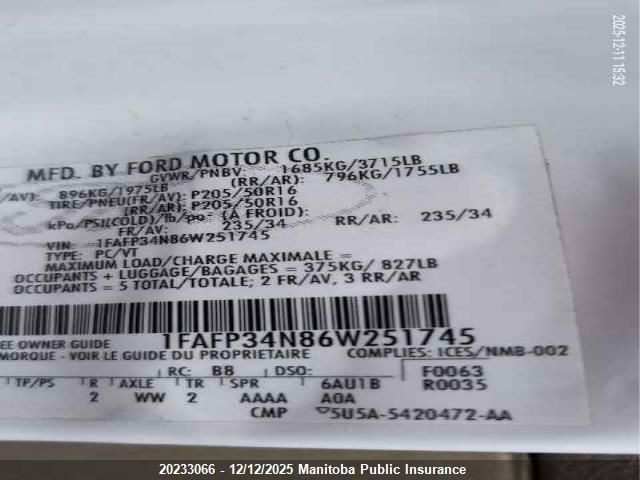 2025-12-11 15:32
MFD. BY FORD MOTOR CO.
GVWR/PNBV: 1685KG/3715LB
/AV): 896KG/1975LB (RR/AR): 796KG/1755LB
TIRE/PNEU(FR/AV): P205/50R16
(RR/AR): P205/50R16
kPa/PSI(COLD)/lb/po² (À FROID):
FR/AV: 235/34 RR/AR: 235/34
VIN: 1FAFP34N86W251745
TYPE: PC/VT
MAXIMUM LOAD/CHARGE MAXIMALE =
OCCUPANTS + LUGGAGE/BAGAGES = 375KG/ 827LB
OCCUPANTS = 5 TOTAL/TOTALE; 2 FR/AV, 3 RR/AR
1FAFP34N86W251745
EE OWNER GUIDE
MORQUE - VOIR LE GUIDE DU PROPRIETAIRE COMPLIES: ICES/NMB-002
RC: B8 DSO: F0063
TP/PS R AXLE TR SPR 6AU1B R0035
2 WW 2 AAAA A0A
CMP 5U5A-5420472-AA
20233066 - 12/12/2025 Manitoba Public Insurance